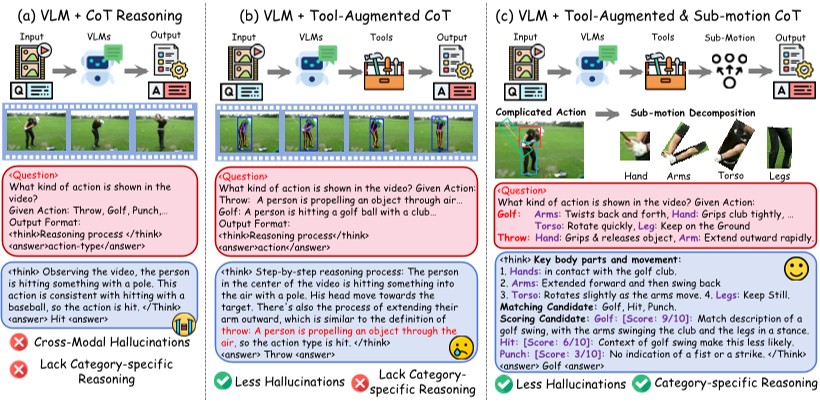 (a) VLM + CoT Reasoning
Input
VLMs
Output
Q
A
<Question>
What kind of action is shown in the
video?
Given Action: Throw, Golf, Punch,...
Output Format:
<think>Reasoning process </think>
<answer>action-type</answer>
<think> Observing the video, the person
is hitting something with a pole. This
action is consistent with hitting with a
baseball, so the action is hit. </Think>
<answer> Hit <answer>
Cross-Modal Hallucinations
Lack Category-specific
Reasoning
(b) VLM + Tool-Augmented CoT
Input
VLMs
Tools
Output
Q
A
<Question>
What kind of action is shown in the video? Given Action:
Throw: A person is propelling an object through air...
Golf: A person is hitting a golf ball with a club...
Output Format:
<think>Reasoning process</think>
<answer>action</answer>
<think> Step-by-step reasoning process: The person
in the center of the video is hitting something into
the air with a pole. His head move towards the
target. There's also the process of extending their
arm outward, which is similar to the definition of
throw: A person is propelling an object through the
air, so the action type is hit. </think>
<answer> Throw <answer>
Less Hallucinations
Lack Category-
specific Reasoning
(c) VLM + Tool-Augmented & Sub-motion CoT
Input
VLMs
Tools
Sub-Motion
Output
Q
A
Complicated Action
Sub-motion Decomposition
Hand
Arms
Torso
Legs
<Question>
What kind of action is shown in the video? Given Action:
Golf: Arms: Twists back and forth, Hand: Grips club tightly, ...
Torso: Rotate quickly, Leg: Keep on the Ground
Throw: Hand: Grips & releases object, Arm: Extend outward rapidly.
<think> Key body parts and movement:
1. Hands: in contact with the golf club.
2. Arms: Extended forward and then swing back
3. Torso: Rotates slightly as the arms move. 4. Legs: Keep Still.
Matching Candidate: Golf, Hit, Punch.
Scoring Candidate: Golf: [Score: 9/10]: Match description of a
golf swing, with the arms swinging the club and the legs in a stance.
Hit: [Score: 6/10]: Context of golf swing make this less likely.
Punch: [Score: 3/10]: No indication of a fist or a strike. </Think>
<answer> Golf <answer>
Less Hallucinations
Category-specific Reasoning